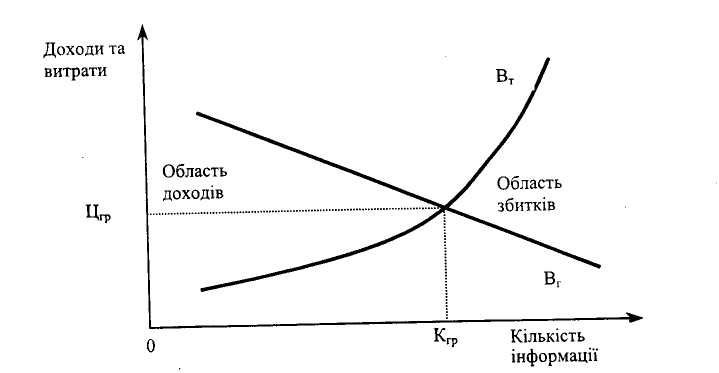 Доходи та
витрати
Вт
Область
доходів
Область
збитків
Цгр
Вг
0
Кгр
Кількість
інформації